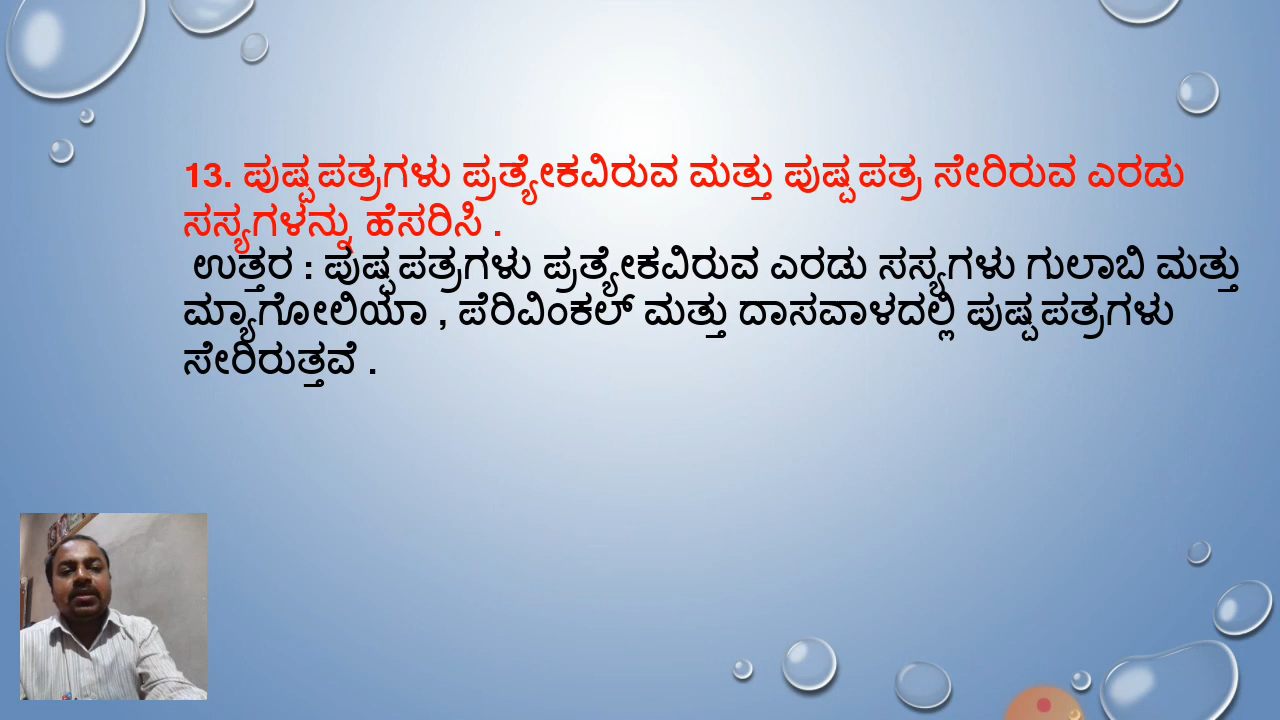 13. ಪುಷ್ಪಪತ್ರಗಳು ಪ್ರತ್ಯೇಕವಿರುವ ಮತ್ತು ಪುಷ್ಪಪತ್ರ ಸೇರಿರುವ ಎರಡು
ಸಸ್ಯಗಳನ್ನು ಹೆಸರಿಸಿ .
ಉತ್ತರ : ಪುಷ್ಪಪತ್ರಗಳು ಪ್ರತ್ಯೇಕವಿರುವ ಎರಡು ಸಸ್ಯಗಳು ಗುಲಾಬಿ ಮತ್ತು
ಮ್ಯಾಗೋಲಿಯಾ , ಪೆರಿವಿಂಕಲ್ ಮತ್ತು ದಾಸವಾಳದಲ್ಲಿ ಪುಷ್ಪಪತ್ರಗಳು
ಸೇರಿರುತ್ತವೆ .